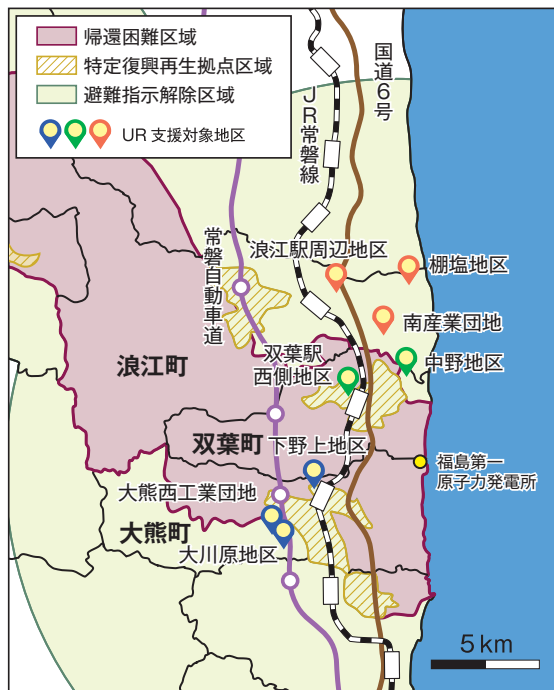 帰還困難区域
特定復興再生拠点区域
避難指示解除区域
UR 支援対象地区
国道6号
JR常磐線
常磐自動車道
浪江駅周辺地区
棚塩地区
南産業団地
中野地区
双葉駅
西側地区
浪江町
双葉町
下野上地区
福島第一
原子力発電所
大熊西工業団地
大熊町
大川原地区
5km